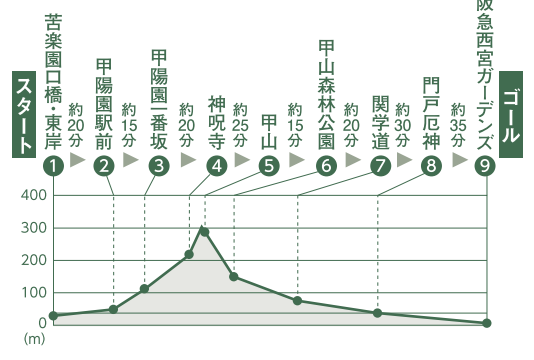 スタート
苦楽園口橋・東岸
約20分
甲陽園駅前
約15分
甲陽園一番坂
約20分
神呪寺
約25分
甲山
約15分
甲山森林公園
約20分
関学道
約30分
門戸厄神
約35分
阪急西宮ガーデンズ
ゴール
1
2
3
4
5
6
7
8
9
400
300
200
100
0
(m)